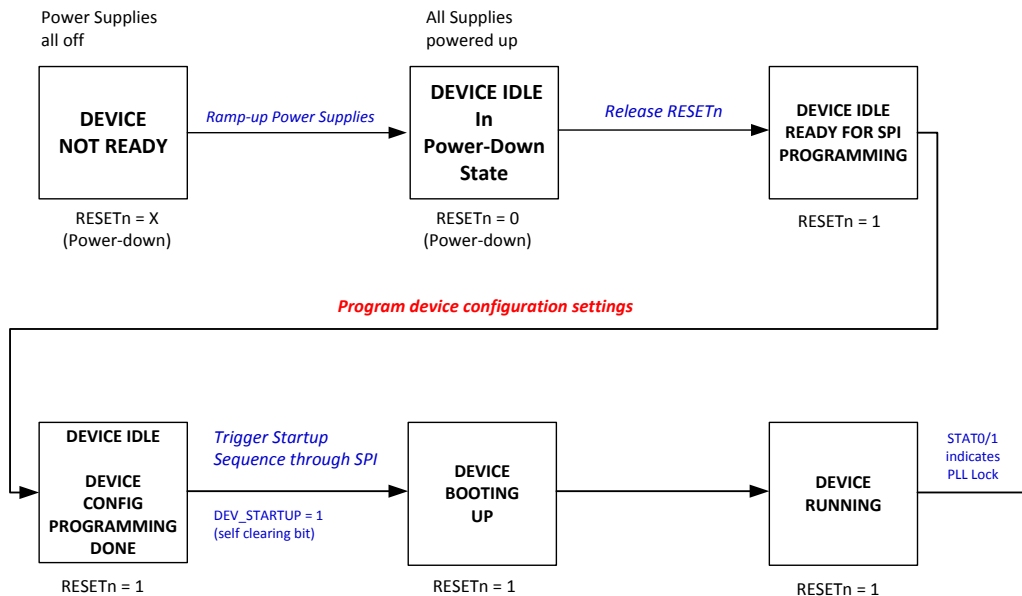 Power Supplies
all off
All Supplies
powered up
DEVICE
NOT READY
Ramp-up Power Supplies
DEVICE IDLE
In
Power-Down
State
Release RESETn
DEVICE IDLE
READY FOR SPI
PROGRAMMING
RESETn = X
(Power-down)
RESETn = 0
(Power-down)
RESETn = 1
Program device configuration settings
DEVICE IDLE
DEVICE
CONFIG
PROGRAMMING
DONE
Trigger Startup
Sequence through SPI
DEV_STARTUP = 1
(self clearing bit)
DEVICE
BOOTING
UP
DEVICE
RUNNING
STAT0/1
indicates
PLL Lock
RESETn = 1
RESETn = 1
RESETn = 1